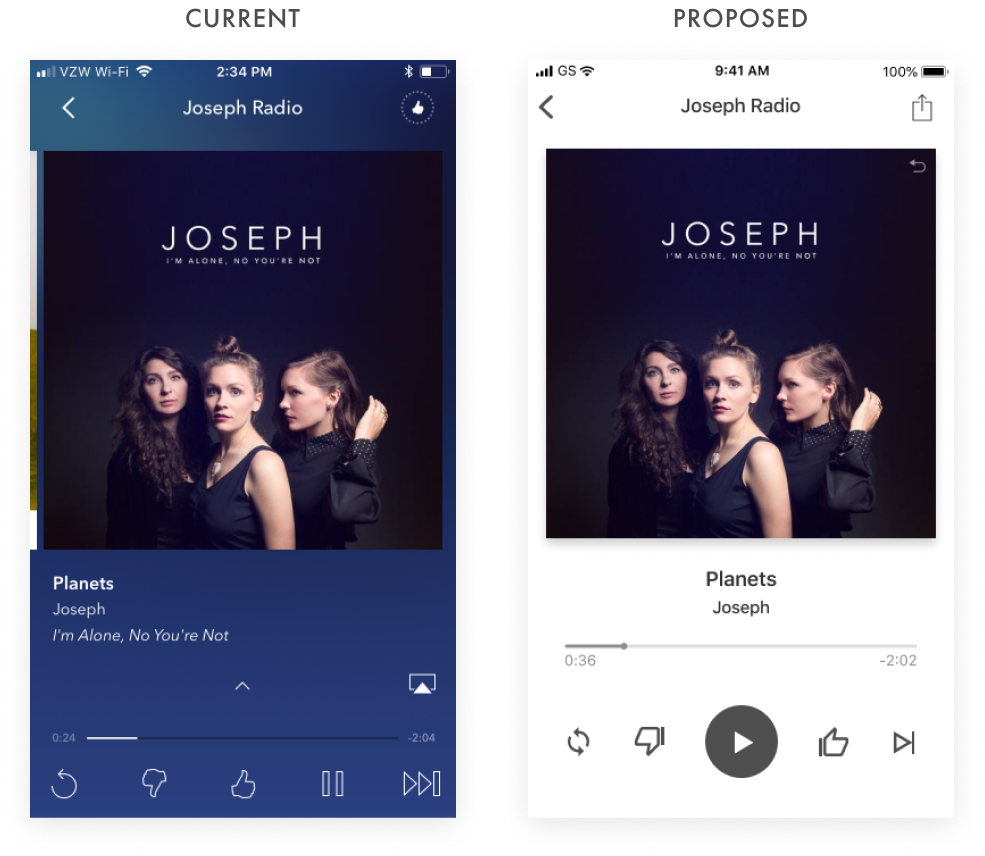 CURRENT
VZW Wi-Fi
2:34 PM
Joseph Radio
JOSEPH
I'M ALONE, NO YOU'RE NOT
Planets
Joseph
I'm Alone, No You're Not
0:24
-2:04
PROPOSED
GS
9:41 AM
100%
Joseph Radio
JOSEPH
I'M ALONE, NO YOU'RE NOT
Planets
Joseph
0:36
-2:02